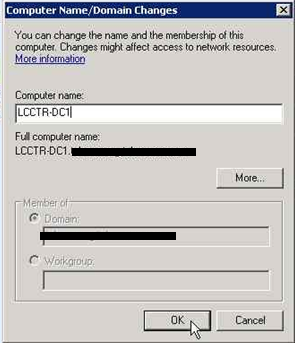 Computer Name/Domain Changes
You can change the name and the membership of this
computer. Changes might affect access to network resources.
More information
Computer name:
LCCTR-DC1
Full computer name:
LCCTR-DC1.
More...
Member of
Domain:
Workgroup:
OK
Cancel